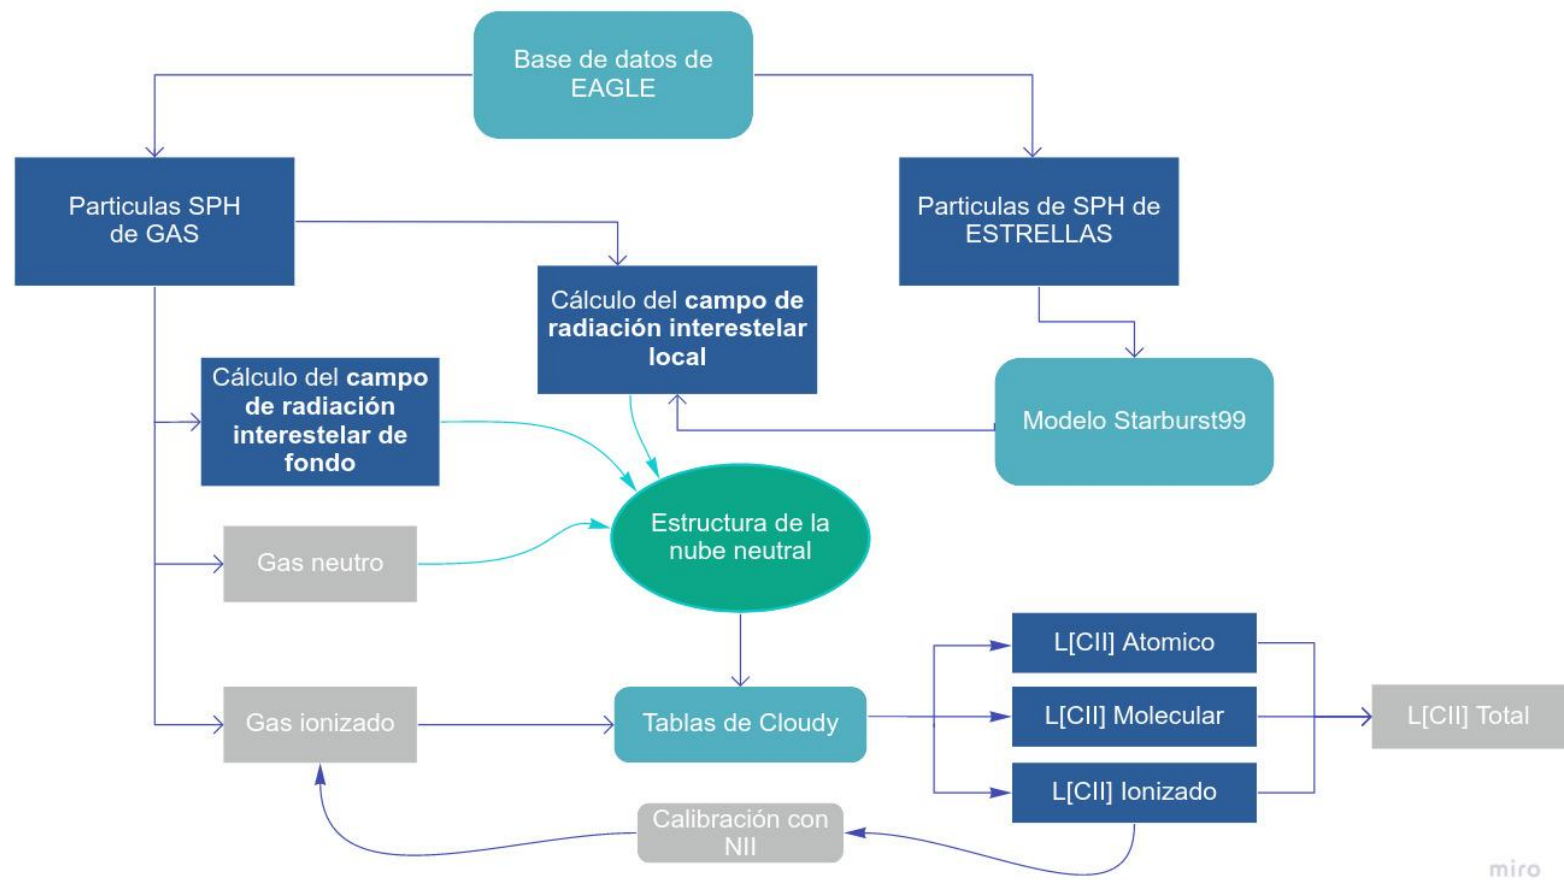 Base de datos de
EAGLE
Particulas SPH
de GAS
Particulas de SPH de
ESTRELLAS
Cálculo del campo de
radiación interestelar
local
Cálculo del campo
de radiación
interestelar de
fondo
Modelo Starburst99
Estructura de la
nube neutral
Gas neutro
L[CII] Atomico
Gas ionizado
Tablas de Cloudy
L[CII] Molecular
L[CII] Total
L[CII] Ionizado
Calibración con
NII
miro